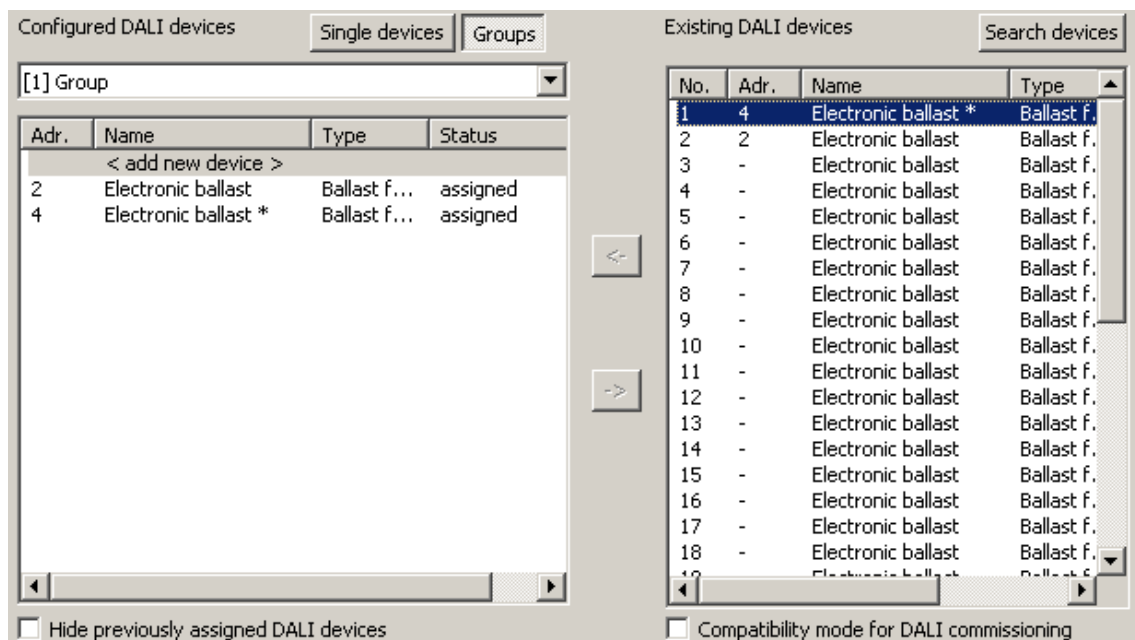 Configured DALI devices Single devices Groups
[1] Group
Adr. Name Type Status
< add new device >
2 Electronic ballast Ballast f... assigned
4 Electronic ballast * Ballast f... assigned
Hide previously assigned DALI devices
<-
->
Existing DALI devices Search devices
No. Adr. Name Type
1 4 Electronic ballast * Ballast f.
2 2 Electronic ballast Ballast f.
3 - Electronic ballast Ballast f.
4 - Electronic ballast Ballast f.
5 - Electronic ballast Ballast f.
6 - Electronic ballast Ballast f.
7 - Electronic ballast Ballast f.
8 - Electronic ballast Ballast f.
9 - Electronic ballast Ballast f.
10 - Electronic ballast Ballast f.
11 - Electronic ballast Ballast f.
12 - Electronic ballast Ballast f.
13 - Electronic ballast Ballast f.
14 - Electronic ballast Ballast f.
15 - Electronic ballast Ballast f.
16 - Electronic ballast Ballast f.
17 - Electronic ballast Ballast f.
18 - Electronic ballast Ballast f.
Compatibility mode for DALI commissioning